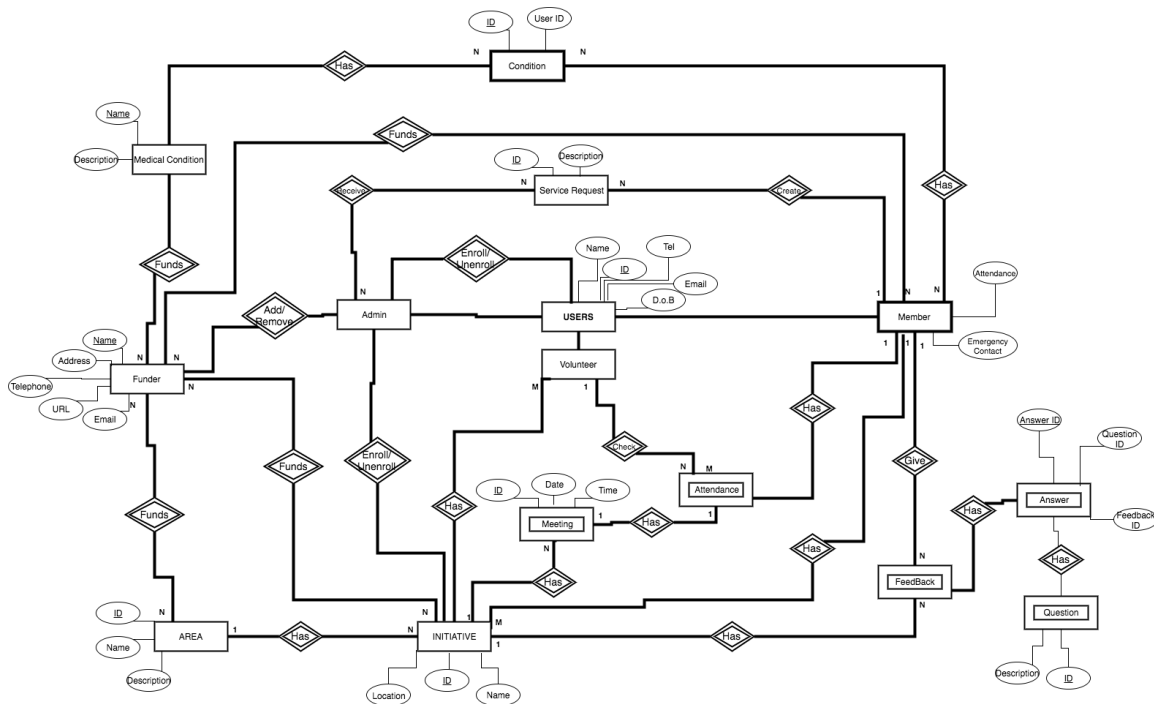 ID
User ID
Has
N
Condition
N
Name
Funds
Description
Medical Condition
ID
Description
Receive
N
Service Request
N
Create
Has
Name
Tel
Enroll/
Unenroll
ID
Email
Funds
D.o.B
Attendance
N
1
N
N
Add/
Remove
Admin
USERS
Member
Name
Emergency
Contact
Address
N
N
1
1
1
Volunteer
Funder
N
M
1
Telephone
URL
Email
N
Has
Answer ID
Question
ID
Check
Funds
Enroll/
Unenroll
Give
N
M
Attendance
ID
Date
Time
Has
Answer
Has
Funds
Meeting
1
Has
1
Feedback
ID
N
Has
Has
Has
N
FeedBack
ID
N
N
1
M
N
Question
Name
AREA
1
Has
N
INITIATIVE
1
Has
Description
Description
ID
Location
ID
Name